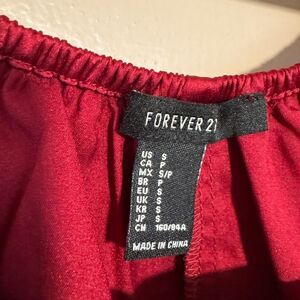 FOREVER 21
US S
CA P
MX S/P
BR P
EU S
UK S
KR S
JP S
CN 160/84A
MADE IN CHINA